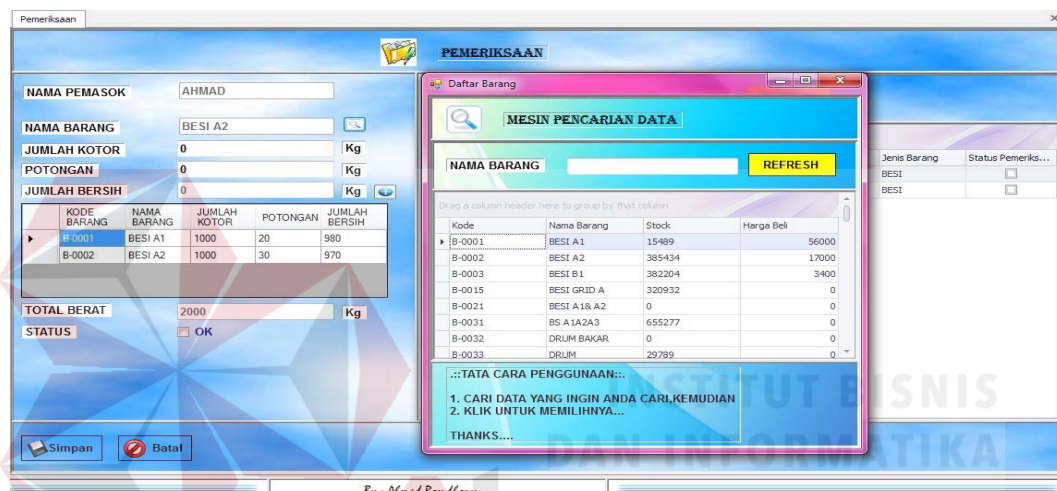 Pemeriksaan
PEMERIKSAAN
NAMA PEMASOK AHMAD
NAMA BARANG BESI A2
JUMLAH KOTOR 0 Kg
POTONGAN 0 Kg
JUMLAH BERSIH 0 Kg
KODE BARANG NAMA BARANG JUMLAH KOTOR POTONGAN JUMLAH BERSIH
B-0001 BESI A1 1000 20 980
B-0002 BESI A2 1000 30 970
TOTAL BERAT 2000 Kg
STATUS OK
Simpan Batal
Daftar Barang
MESIN PENCARIAN DATA
NAMA BARANG REFRESH
Drag a column header here to group by that column
Kode Nama Barang Stock Harga Beli
B-0001 BESI A1 15489 56000
B-0002 BESI A2 385434 17000
B-0003 BESI B1 382204 3400
B-0015 BESI GRID A 320932 0
B-0021 BESI A1& A2 0 0
B-0031 BS A1A2A3 655277 0
B-0032 DRUM BAKAR 0 0
B-0033 DRUM 29789 0
.::TATA CARA PENGGUNAAN::.
1. CARI DATA YANG INGIN ANDA CARI,KEMUDIAN
2. KLIK UNTUK MEMILIHNYA...
THANKS....
Jenis Barang Status Pemeriks...
BESI
BESI
INSTITUT BISNIS
DAN INFORMATIKA